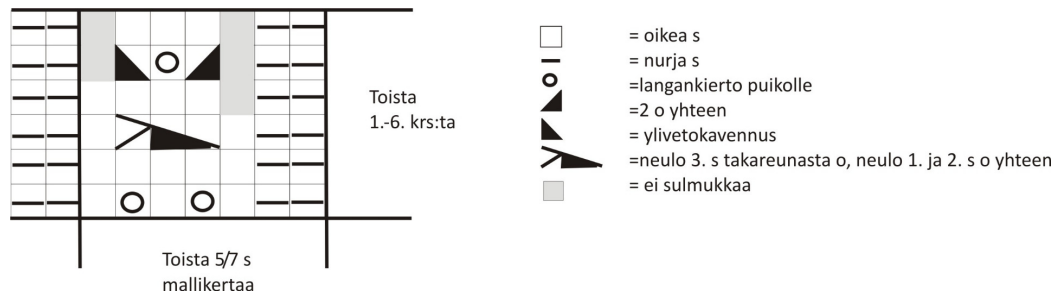 Toista
1.-6. krs:ta
Toista 5/7 s
mallikertaa
= oikea s
= nurja s
=langankierto puikolle
=2 o yhteen
= ylivetokavennus
=neulo 3. s takareunasta o, neulo 1. ja 2. s o yhteen
= ei sulmukkaa